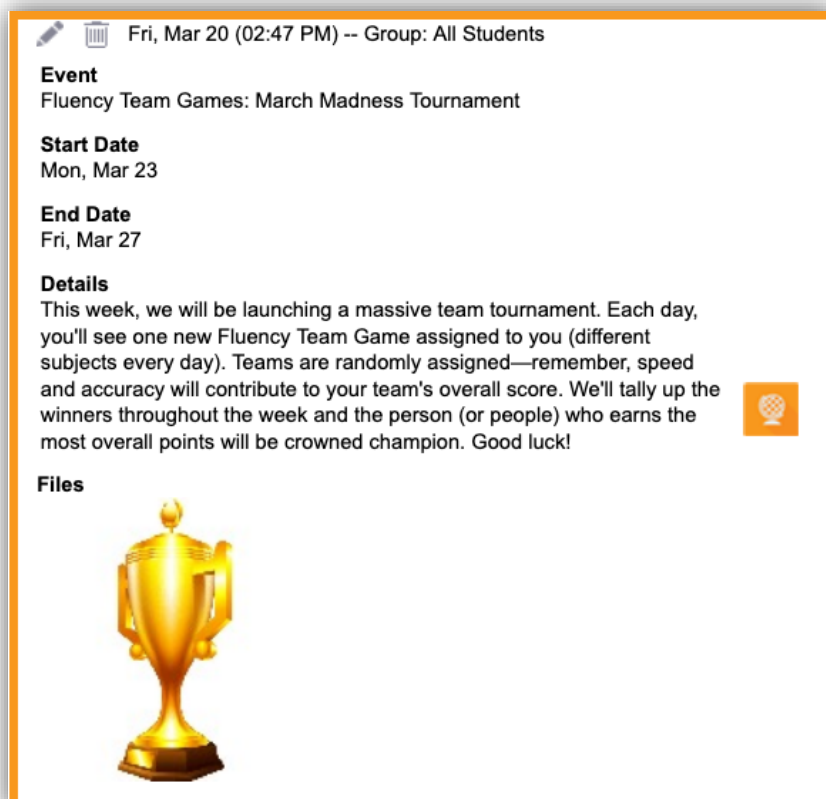 Fri, Mar 20 (02:47 PM) -- Group: All Students
Event
Fluency Team Games: March Madness Tournament
Start Date
Mon, Mar 23
End Date
Fri, Mar 27
Details
This week, we will be launching a massive team tournament. Each day,
you'll see one new Fluency Team Game assigned to you (different
subjects every day). Teams are randomly assigned—remember, speed
and accuracy will contribute to your team's overall score. We'll tally up the
winners throughout the week and the person (or people) who earns the
most overall points will be crowned champion. Good luck!
Files